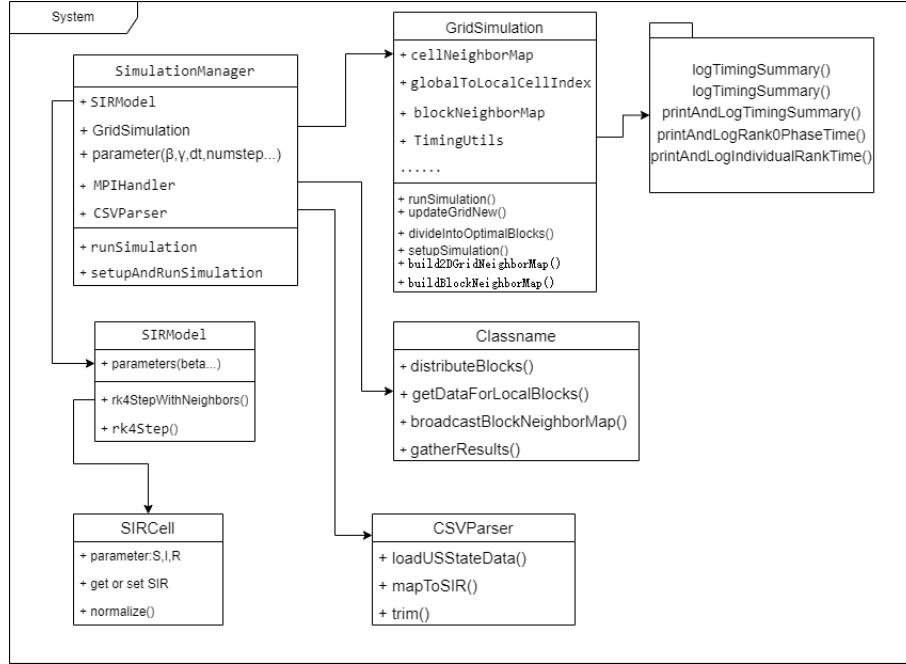 System
SimulationManager
+ SIRModel
+ GridSimulation
+ parameter(β,γ,dt,numstep...)
+ MPIHandler
+ CSVParser
+ runSimulation
+ setupAndRunSimulation
GridSimulation
+ cellNeighborMap
+ globalToLocalCellIndex
+ blockNeighborMap
+ TimingUtils
......
+ runSimulation()
+ updateGridNew()
+ divideIntoOptimalBlocks()
+ setupSimulation()
+ build2DGridNeighborMap()
+ buildBlockNeighborMap()
logTimingSummary()
logTimingSummary()
printAndLogTimingSummary()
printAndLogRank0PhaseTime()
printAndLogIndividualRankTime()
SIRModel
+ parameters(beta...)
+ rk4StepWithNeighbors()
+ rk4Step()
Classname
+ distributeBlocks()
+ getDataForLocalBlocks()
+ broadcastBlockNeighborMap()
+ gatherResults()
SIRCell
+ parameter:S,I,R
+ get or set SIR
+ normalize()
CSVParser
+ loadUSStateData()
+ mapToSIR()
+ trim()